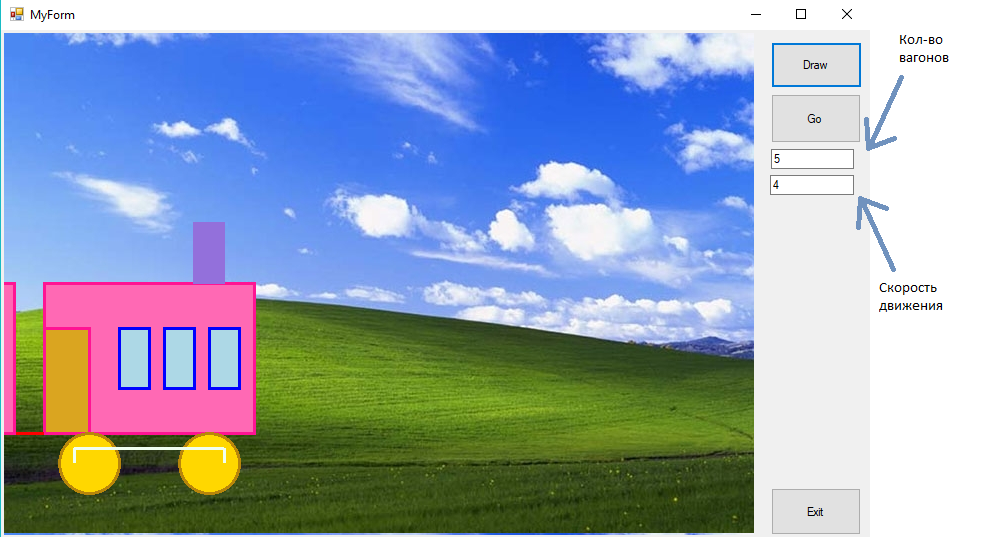 MyForm
Кол-во
вагонов
Draw
Go
5
4
Скорость
движения
Exit